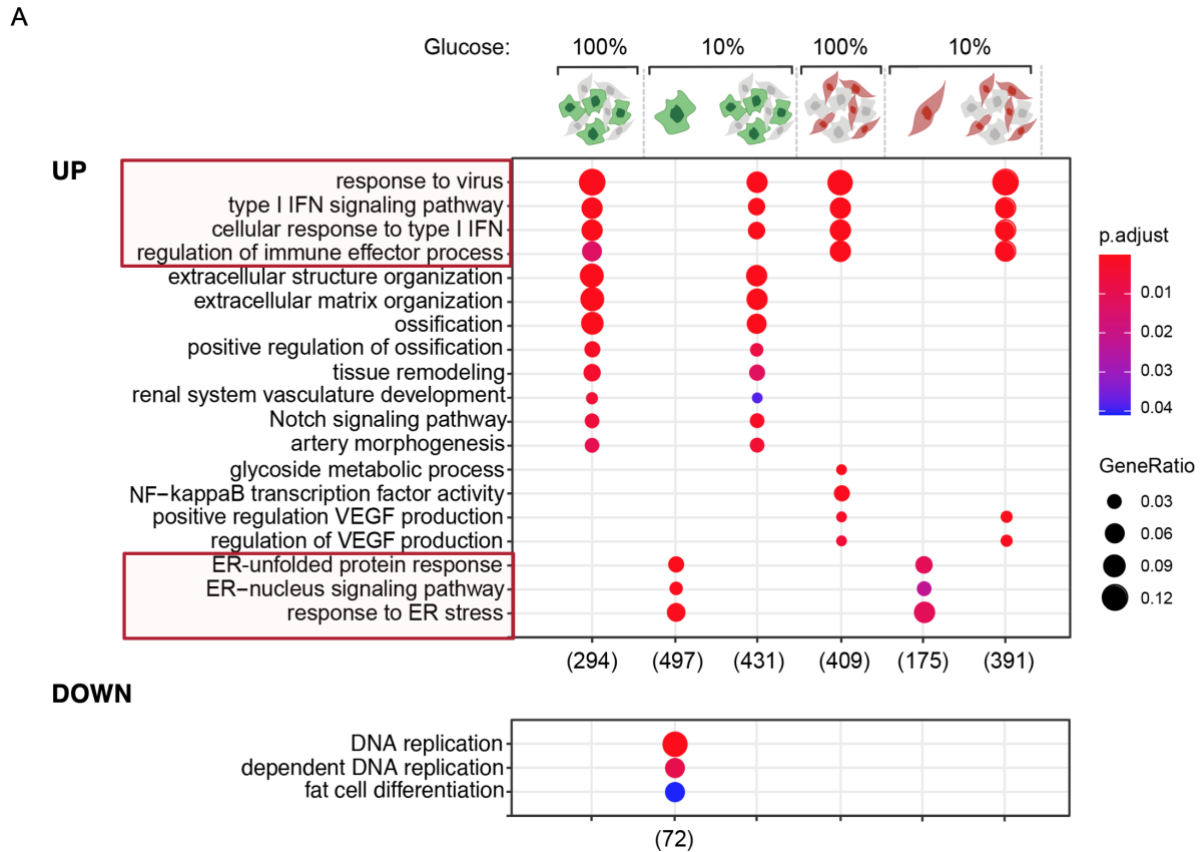 A
Glucose: 100% 10% 100% 10%
UP
response to virus
type I IFN signaling pathway
cellular response to type I IFN
regulation of immune effector process
extracellular structure organization
extracellular matrix organization
ossification
positive regulation of ossification
tissue remodeling
renal system vasculature development
Notch signaling pathway
artery morphogenesis
glycoside metabolic process
NF−kappaB transcription factor activity
positive regulation VEGF production
regulation of VEGF production
ER-unfolded protein response
ER−nucleus signaling pathway
response to ER stress
(294) (497) (431) (409) (175) (391)
p.adjust
0.01
0.02
0.03
0.04
GeneRatio
0.03
0.06
0.09
0.12
DOWN
DNA replication
dependent DNA replication
fat cell differentiation
(72)